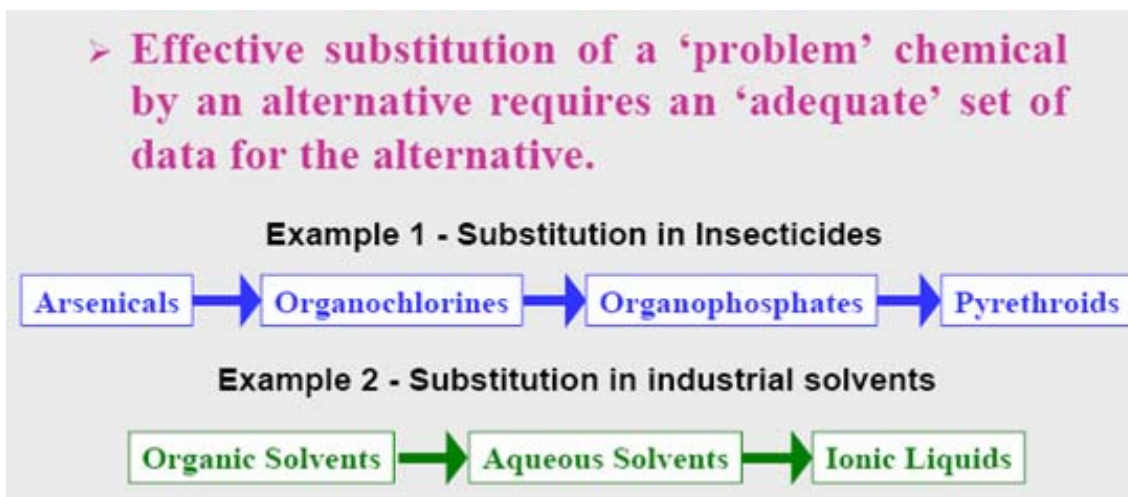 ➢ Effective substitution of a ‘problem’ chemical
by an alternative requires an ‘adequate’ set of
data for the alternative.
Example 1 - Substitution in Insecticides
Arsenicals Organochlorines Organophosphates Pyrethroids
Example 2 - Substitution in industrial solvents
Organic Solvents Aqueous Solvents Ionic Liquids